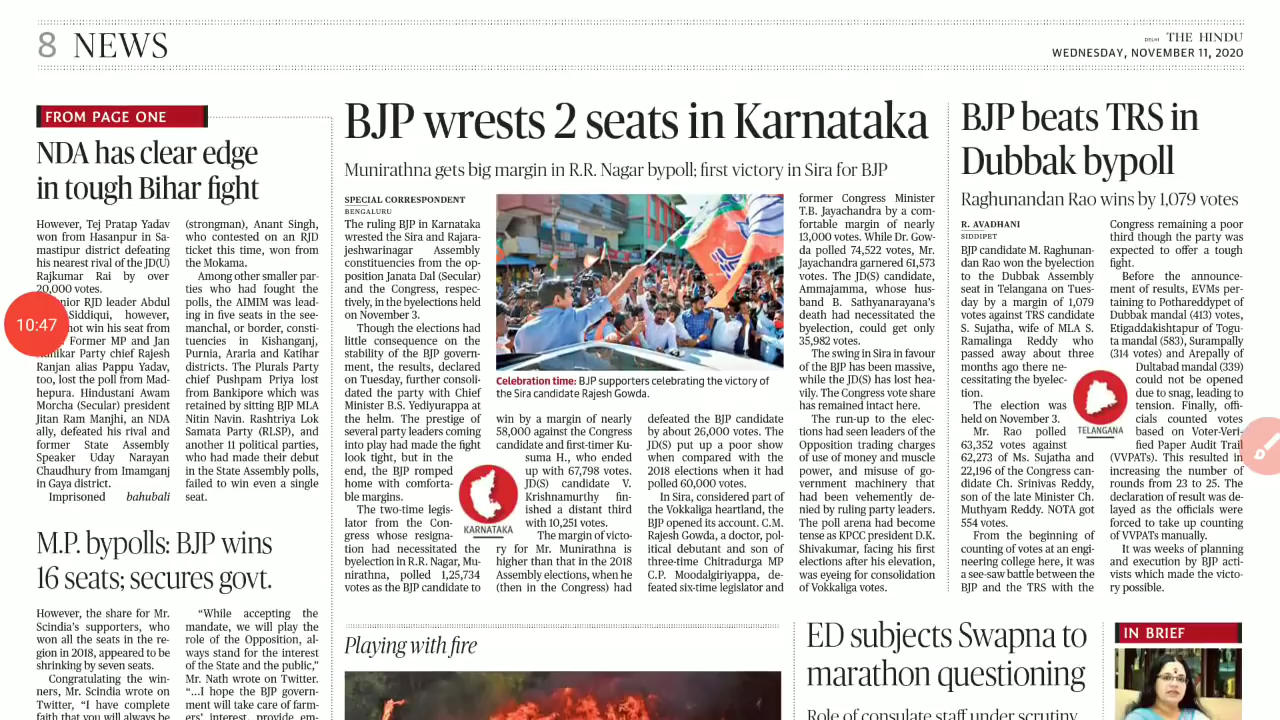 8 NEWS
DELHI THE HINDU
WEDNESDAY, NOVEMBER 11, 2020
FROM PAGE ONE
NDA has clear edge
in tough Bihar fight
However, Tej Pratap Yadav
won from Hasanpur in Sa-
mastipur district defeating
his nearest rival of the JD(U)
Rajkumar Rai by over
20,000 votes.
nior RJD leader Abdul
Siddiqui, however,
not win his seat from
Former MP and Jan
hikar Party chief Rajesh
Ranjan alias Pappu Yadav,
too, lost the poll from Mad-
hepura. Hindustani Awam
Morcha (Secular) president
Jitan Ram Manjhi, an NDA
ally, defeated his rival and
former State Assembly
Speaker Uday Narayan
Chaudhury from Imamganj
in Gaya district.
Imprisoned bahubali
(strongman), Anant Singh,
who contested on an RJD
ticket this time, won from
the Mokama.
Among other smaller par-
ties who had fought the
polls, the AIMIM was lead-
ing in five seats in the see-
manchal, or border, consti-
tuencies in Kishanganj,
Purnia, Araria and Katihar
districts. The Plurals Party
chief Pushpam Priya lost
from Bankipore which was
retained by sitting BJP MLA
Nitin Navin. Rashtriya Lok
Samata Party (RLSP), and
another 11 political parties,
who had made their debut
in the State Assembly polls,
failed to win even a single
seat.
10:47
M.P. bypolls: BJP wins
16 seats; secures govt.
However, the share for Mr.
Scindia's supporters, who
won all the seats in the re-
gion in 2018, appeared to be
shrinking by seven seats.
Congratulating the win-
ners, Mr. Scindia wrote on
Twitter, “I have complete
faith that you will always be
“While accepting the
mandate, we will play the
role of the Opposition, al-
ways stand for the interest
of the State and the public,”
Mr. Nath wrote on Twitter.
“...I hope the BJP govern-
ment will take care of farm-
ers' interest, provide em-
BJP wrests 2 seats in Karnataka
Munirathna gets big margin in R.R. Nagar bypoll; first victory in Sira for BJP
SPECIAL CORRESPONDENT
BENGALURU
The ruling BJP in Karnataka
wrested the Sira and Rajara-
jeshwarinagar Assembly
constituencies from the op-
position Janata Dal (Secular)
and the Congress, respec-
tively, in the byelections held
on November 3.
Though the elections had
little consequence on the
stability of the BJP govern-
ment, the results, declared
on Tuesday, further consoli-
dated the party with Chief
Minister B.S. Yediyurappa at
the helm. The prestige of
several party leaders coming
into play had made the fight
look tight, but in the
end, the BJP romped
home with comforta-
ble margins.
The two-time legis-
lator from the Con-
gress whose resigna-
tion had necessitated the
byelection in R.R. Nagar, Mu-
nirathna, polled 1,25,734
votes as the BJP candidate to
Celebration time: BJP supporters celebrating the victory of
the Sira candidate Rajesh Gowda.
KARNATAKA
win by a margin of nearly
58,000 against the Congress
candidate and first-timer Ku-
suma H., who ended
up with 67,798 votes.
JD(S) candidate V.
Krishnamurthy fin-
ished a distant third
with 10,251 votes.
The margin of victo-
ry for Mr. Munirathna is
higher than that in the 2018
Assembly elections, when he
(then in the Congress) had
defeated the BJP candidate
by about 26,000 votes. The
JD(S) put up a poor show
when compared with the
2018 elections when it had
polled 60,000 votes.
In Sira, considered part of
the Vokkaliga heartland, the
BJP opened its account. C.M.
Rajesh Gowda, a doctor, pol-
itical debutant and son of
three-time Chitradurga MP
C.P. Moodalgiriyappa, de-
feated six-time legislator and
former Congress Minister
T.B. Jayachandra by a com-
fortable margin of nearly
13,000 votes. While Dr. Gow-
da polled 74,522 votes, Mr.
Jayachandra garnered 61,573
votes. The JD(S) candidate,
Ammajamma, whose hus-
band B. Sathyanarayana's
death had necessitated the
byelection, could get only
35,982 votes.
The swing in Sira in favour
of the BJP has been massive,
while the JD(S) has lost hea-
vily. The Congress vote share
has remained intact here.
The run-up to the elec-
tions had seen leaders of the
Opposition trading charges
of use of money and muscle
power, and misuse of go-
vernment machinery that
had been vehemently de-
nied by ruling party leaders.
The poll arena had become
tense as KPCC president D.K.
Shivakumar, facing his first
elections after his elevation,
was eyeing for consolidation
of Vokkaliga votes.
BJP beats TRS in
Dubbak bypoll
Raghunandan Rao wins by 1,079 votes
R. AVADHANI
SIDDIPET
BJP candidate M. Raghunan-
dan Rao won the byelection
to the Dubbak Assembly
seat in Telangana on Tues-
day by a margin of 1,079
votes against TRS candidate
S. Sujatha, wife of MLA S.
Ramalinga Reddy who
passed away about three
months ago there ne-
cessitating the byelec-
tion.
The election was
held on November 3.
Mr. Rao polled
63,352 votes against
62,273 of Ms. Sujatha and
22,196 of the Congress can-
didate Ch. Srinivas Reddy,
son of the late Minister Ch.
Muthyam Reddy. NOTA got
554 votes.
From the beginning of
counting of votes at an engi-
neering college here, it was
a see-saw battle between the
BJP and the TRS with the
TELANGANA
Congress remaining a poor
third though the party was
expected to offer a tough
fight.
Before the announce-
ment of results, EVMs per-
taining to Pothareddypet of
Dubbak mandal (413) votes,
Etigaddakishtapur of Togu-
ta mandal (583), Surampally
(314 votes) and Arepally of
Dultabad mandal (339)
could not be opened
due to snag, leading to
tension. Finally, offi-
cials counted votes
based on Voter-Veri-
fied Paper Audit Trail
(VVPATs). This resulted in
increasing the number of
rounds from 23 to 25. The
declaration of result was de-
layed as the officials were
forced to take up counting
of VVPATs manually.
It was weeks of planning
and execution by BJP acti-
vists which made the victo-
ry possible.
Playing with fire
ED subjects Swapna to
marathon questioning
Role of consulate staff under scrutiny
IN BRIEF